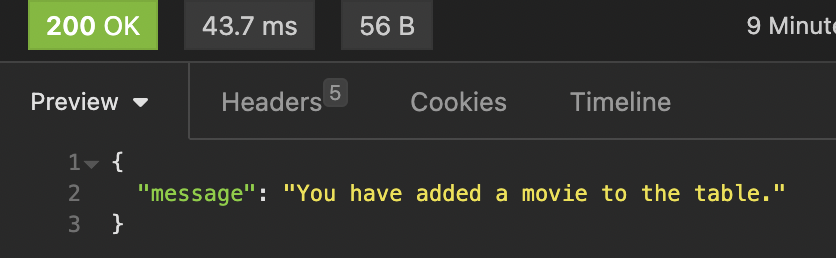 200 OK 43.7 ms 56 B 9 Minut
Preview Headers 5 Cookies Timeline
1 {
2 "message": "You have added a movie to the table."
3 }